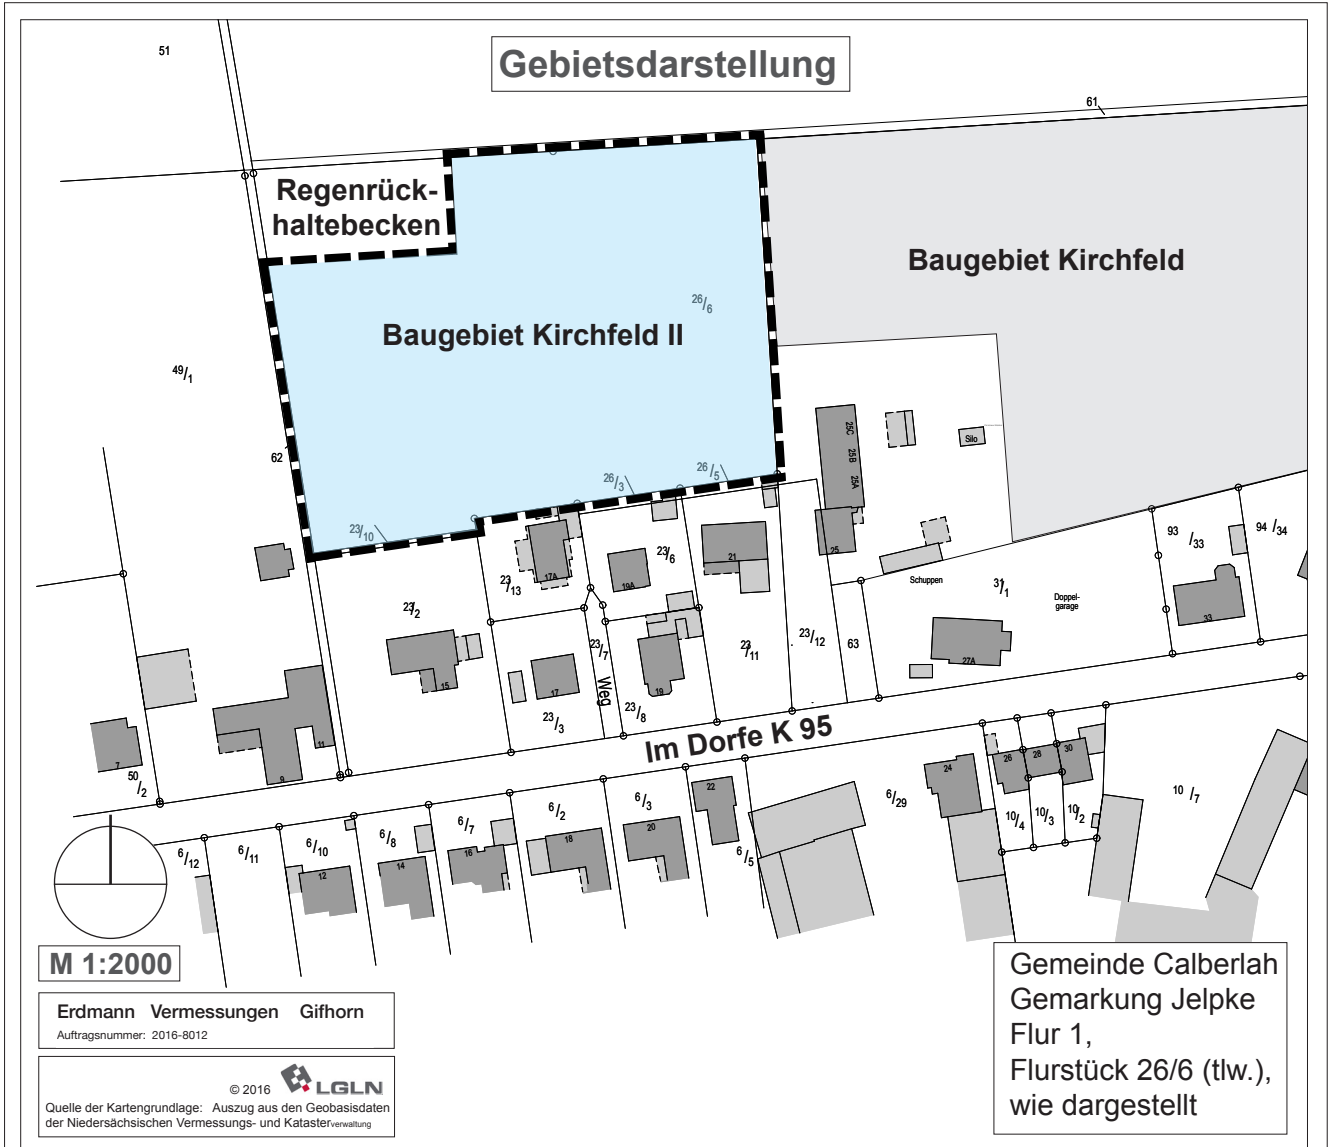 51
Gebietsdarstellung
61
Regenrück-
haltebecken
Baugebiet Kirchfeld
26/6
Baugebiet Kirchfeld II
49/1
62
25C
25B
25A
Silo
26/3
26/5
23/10
93/33
94/34
25
21
23/6
17A
19A
23/13
Schuppen
31/1
Doppel-
garage
33
23/2
23/7
23/11
23/12
63
27A
15
17
19
Weg
23/3
23/8
11
7
9
50/2
Im Dorfe K 95
24
26
28
30
22
6/29
10/7
6/2
6/3
10/4
10/3
10/2
6/12
6/11
6/10
6/8
6/7
6/5
12
14
16
18
20
M 1:2000
Erdmann Vermessungen Gifhorn
Auftragsnummer: 2016-8012
© 2016 LGLN
Quelle der Kartengrundlage: Auszug aus den Geobasisdaten
der Niedersächsischen Vermessungs- und Katasterverwaltung
Gemeinde Calberlah
Gemarkung Jelpke
Flur 1,
Flurstück 26/6 (tlw.),
wie dargestellt